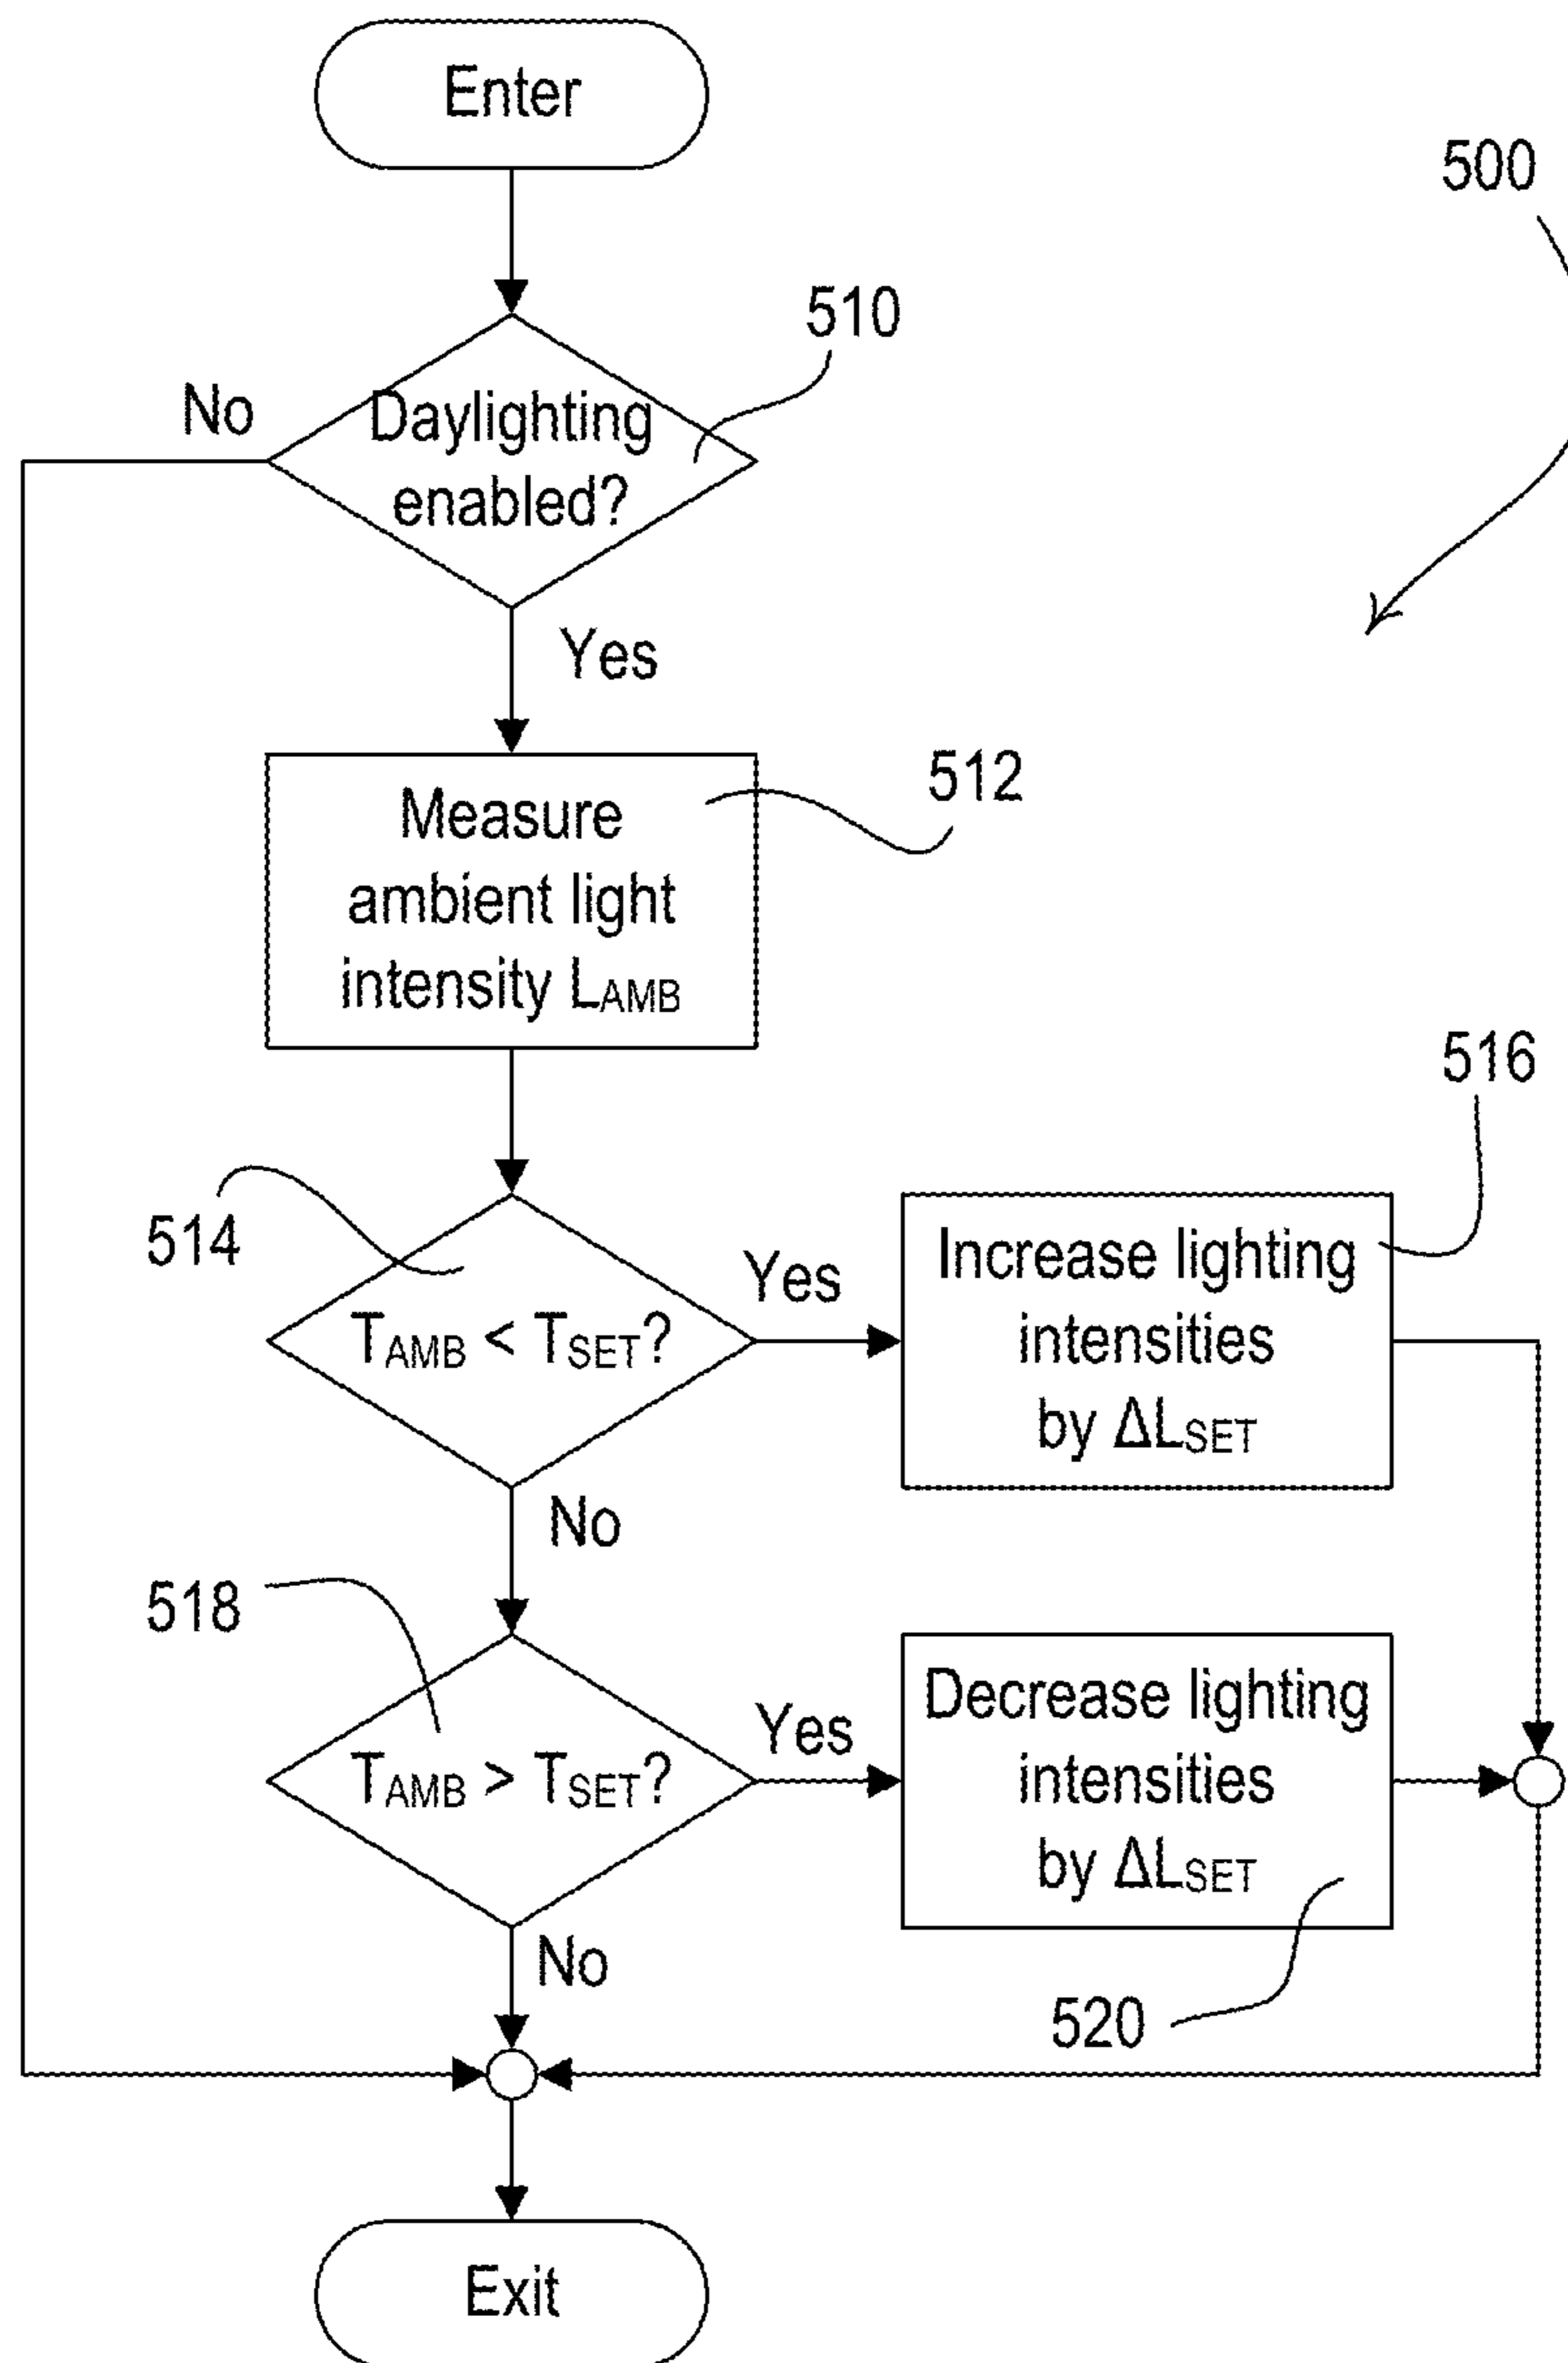 Enter
500
510
No
Daylighting
enabled?
Yes
512
Measure
ambient light
intensity LAMB
516
514
Yes
TAMB < TSET?
Increase lighting
intensities
by ΔLSET
No
518
Yes
TAMB > TSET?
Decrease lighting
intensities
by ΔLSET
No
520
Exit